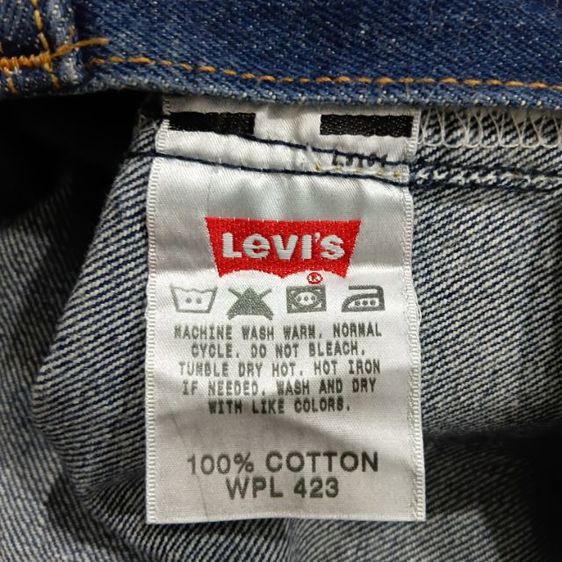 Levi's
®
MACHINE WASH WARM, NORMAL
CYCLE. DO NOT BLEACH.
TUMBLE DRY HOT. HOT IRON
IF NEEDED. WASH AND DRY
WITH LIKE COLORS.
100% COTTON
WPL 423